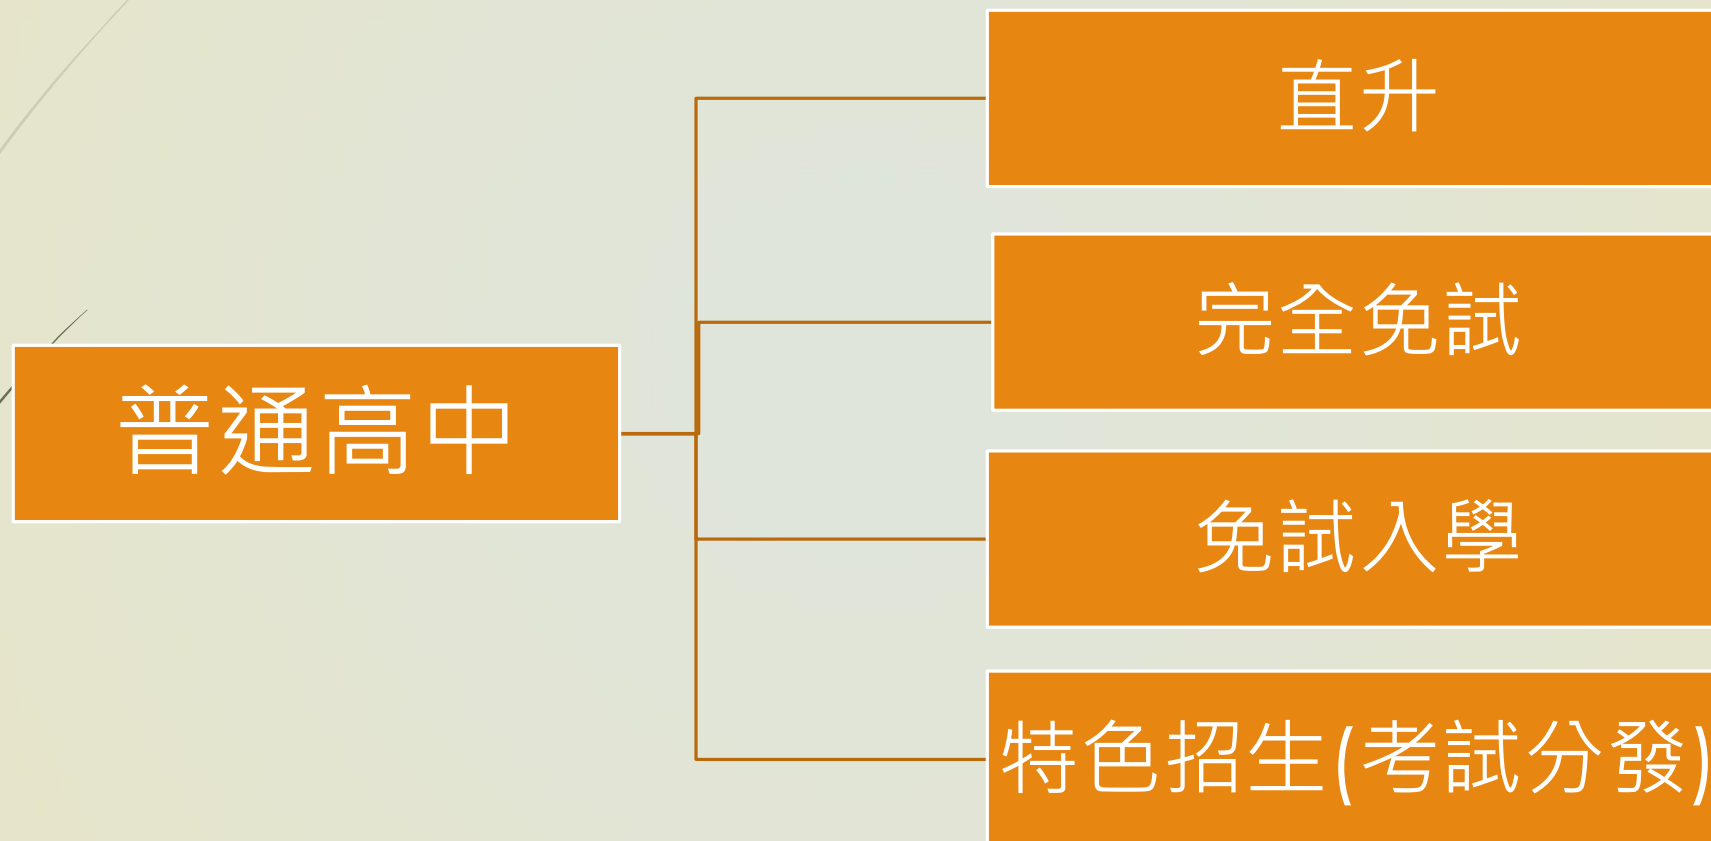 普通高中
直升
完全免試
免試入學
特色招生(考試分發)